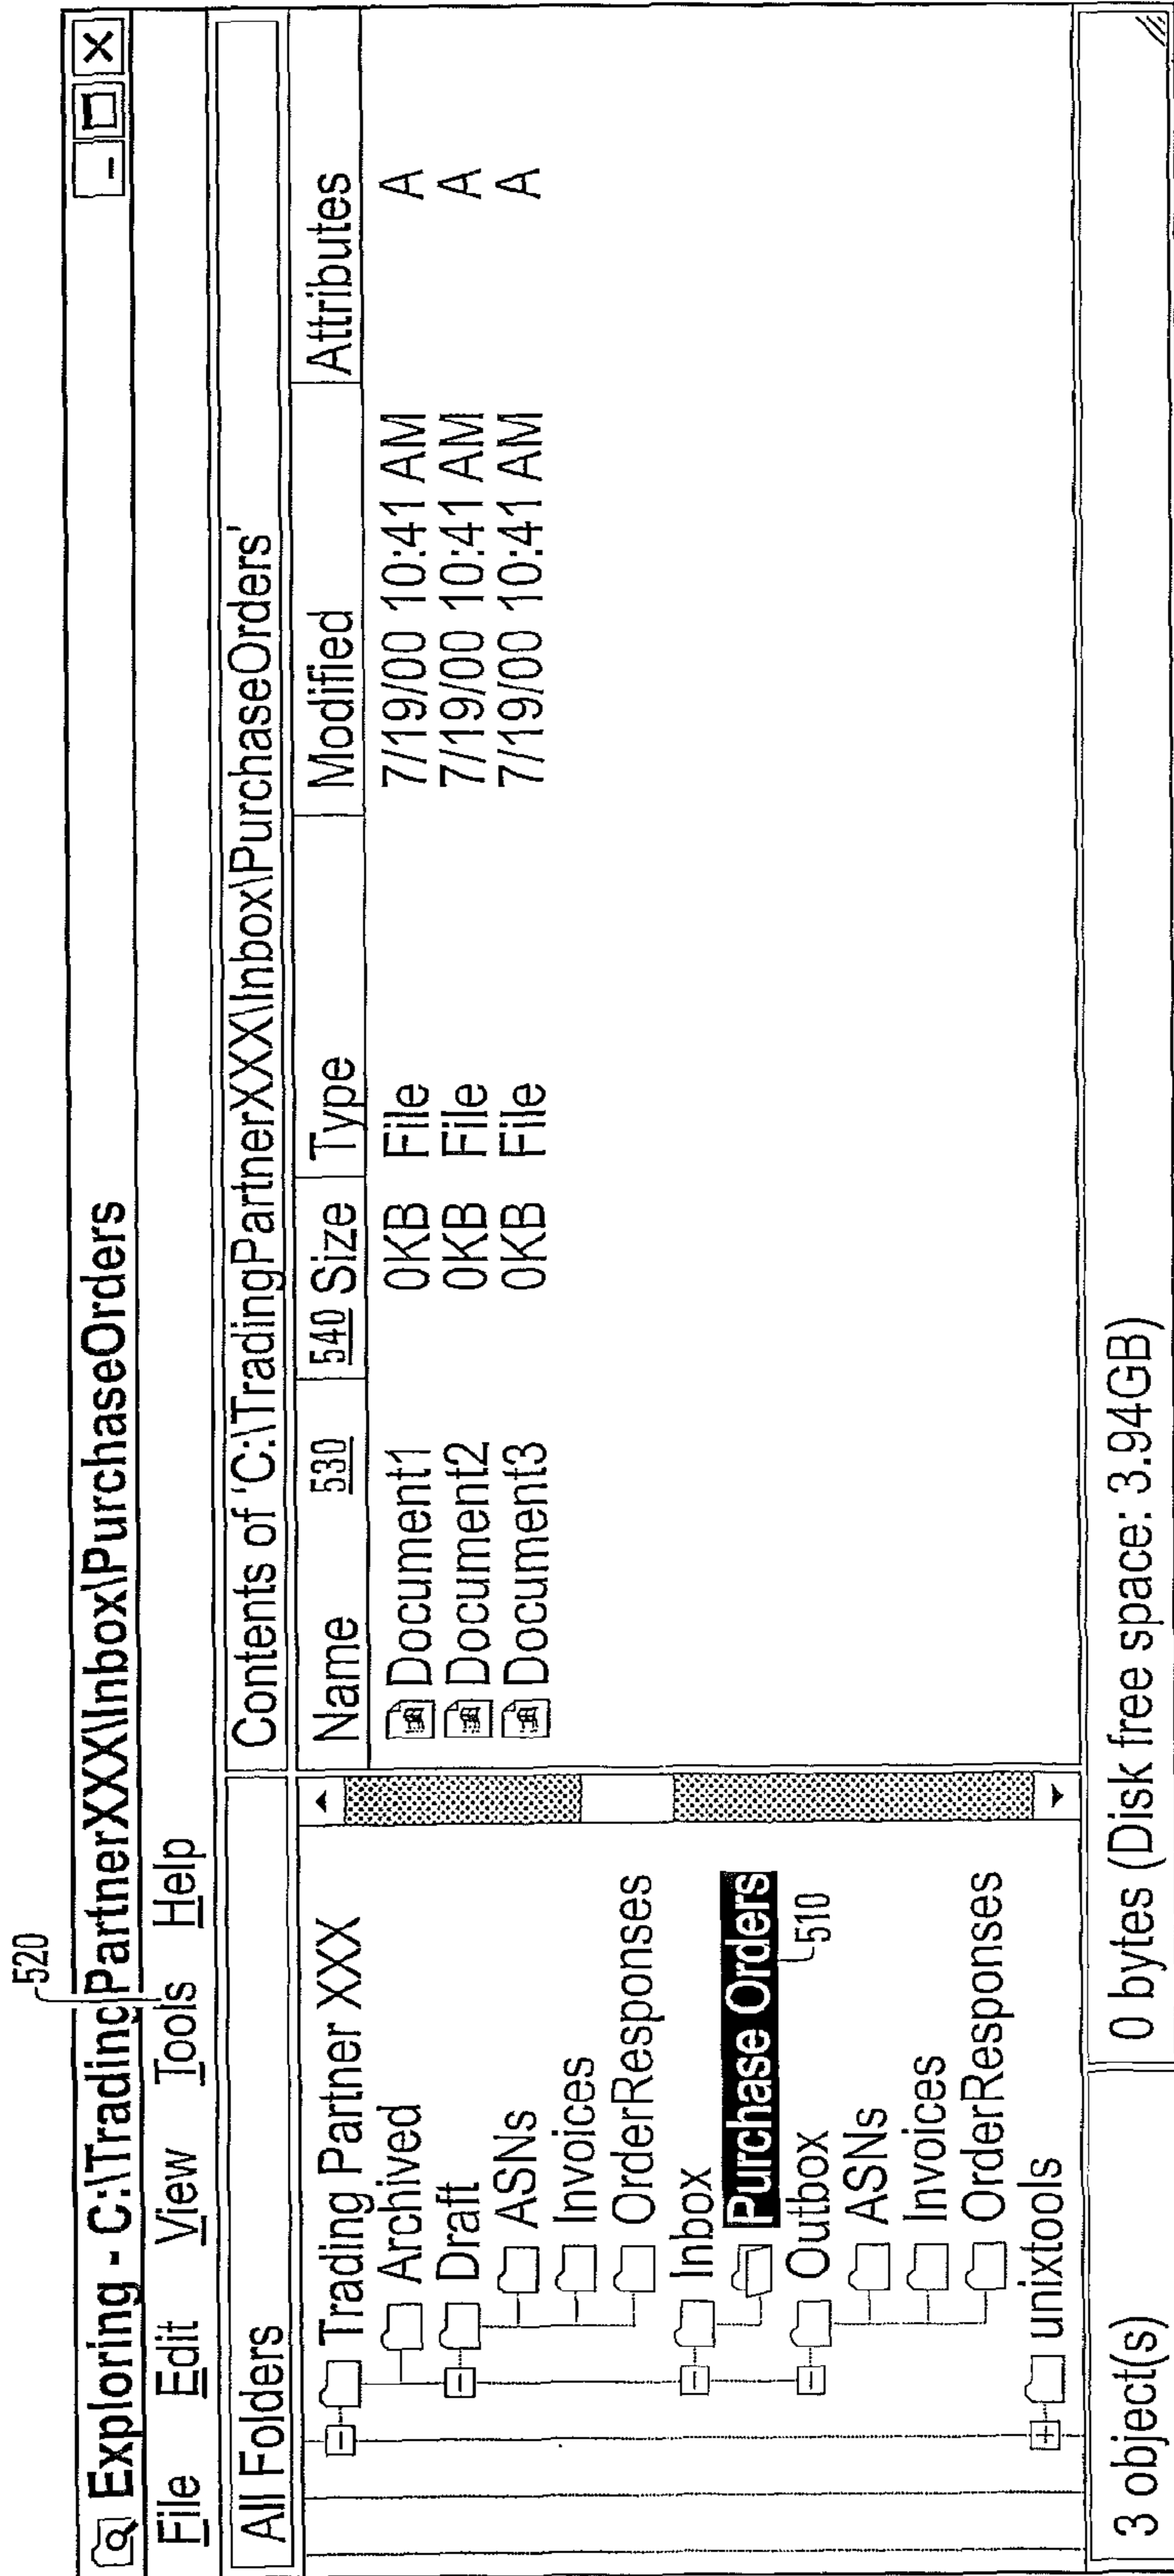 520
Exploring - C:\TradingPartnerXXX\Inbox\PurchaseOrders
File Edit View Tools Help
All Folders
Contents of 'C:\TradingPartnerXXX\Inbox\PurchaseOrders'
Name 530 540 Size Type Modified Attributes
Document1 0KB File 7/19/00 10:41 AM A
Document2 0KB File 7/19/00 10:41 AM A
Document3 0KB File 7/19/00 10:41 AM A
Trading Partner XXX
Archived
Draft
ASNs
Invoices
OrderResponses
Inbox
Purchase Orders
510
Outbox
ASNs
Invoices
OrderResponses
unixtools
3 object(s)
0 bytes (Disk free space: 3.94GB)